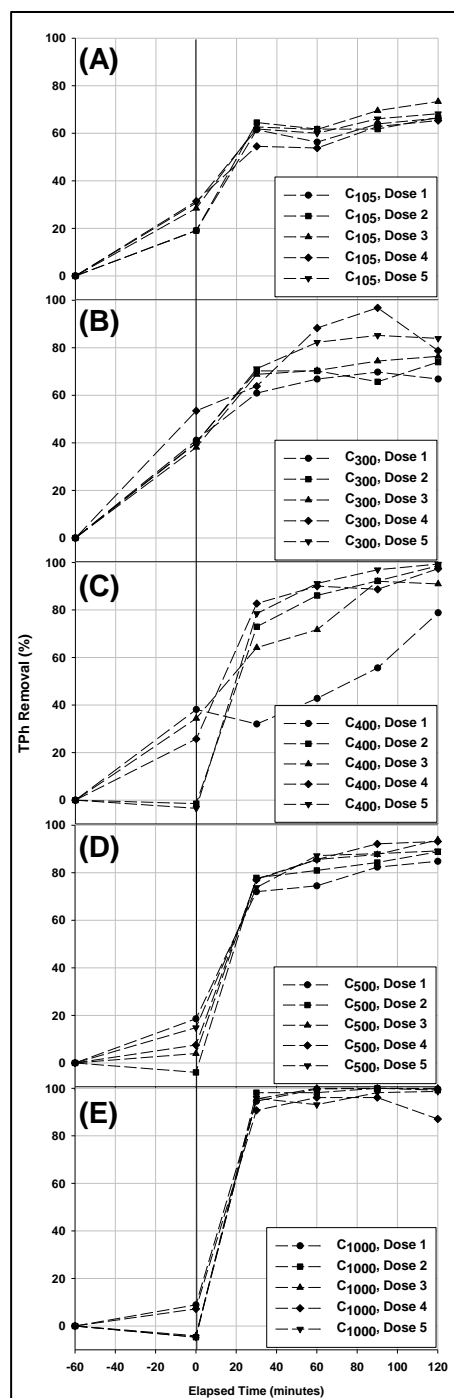 100
(A)
80
60
40
20
0
C105, Dose 1
C105, Dose 2
C105, Dose 3
C105, Dose 4
C105, Dose 5
100
(B)
80
60
40
20
0
C300, Dose 1
C300, Dose 2
C300, Dose 3
C300, Dose 4
C300, Dose 5
TPh Removal (%)
100
(C)
80
60
40
20
0
C400, Dose 1
C400, Dose 2
C400, Dose 3
C400, Dose 4
C400, Dose 5
100
(D)
80
60
40
20
0
C500, Dose 1
C500, Dose 2
C500, Dose 3
C500, Dose 4
C500, Dose 5
100
(E)
80
60
40
20
0
C1000, Dose 1
C1000, Dose 2
C1000, Dose 3
C1000, Dose 4
C1000, Dose 5
-60 -40 -20 0 20 40 60 80 100 120
Elapsed Time (minutes)